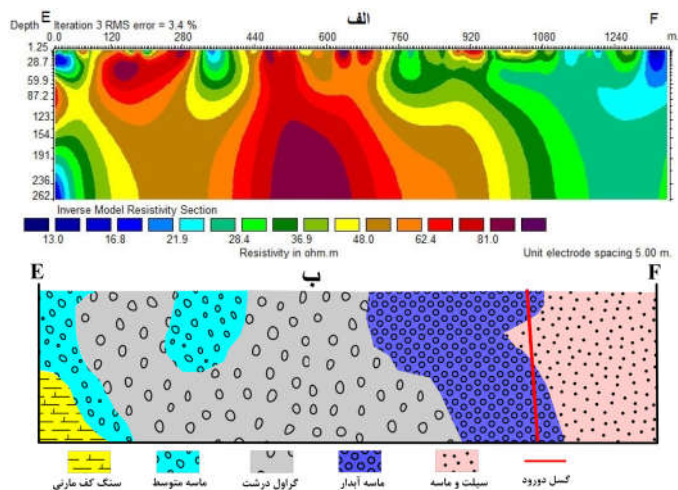 الف
E Iteration 3 RMS error = 3.4 % F
Depth
0.0 120 280 440 600 760 920 1080 1240 m.
1.25
28.7
59.9
87.2
123.
154
191.
236.
262
Inverse Model Resistivity Section
13.0 16.8 21.9 28.4 36.9 48.0 62.4 81.0
Resistivity in ohm.m Unit electrode spacing 5.00 m.
E ب F
سنگ کف مارنی ماسه متوسط گراول درشت ماسه آبدار سیلت و ماسه گسل دورود